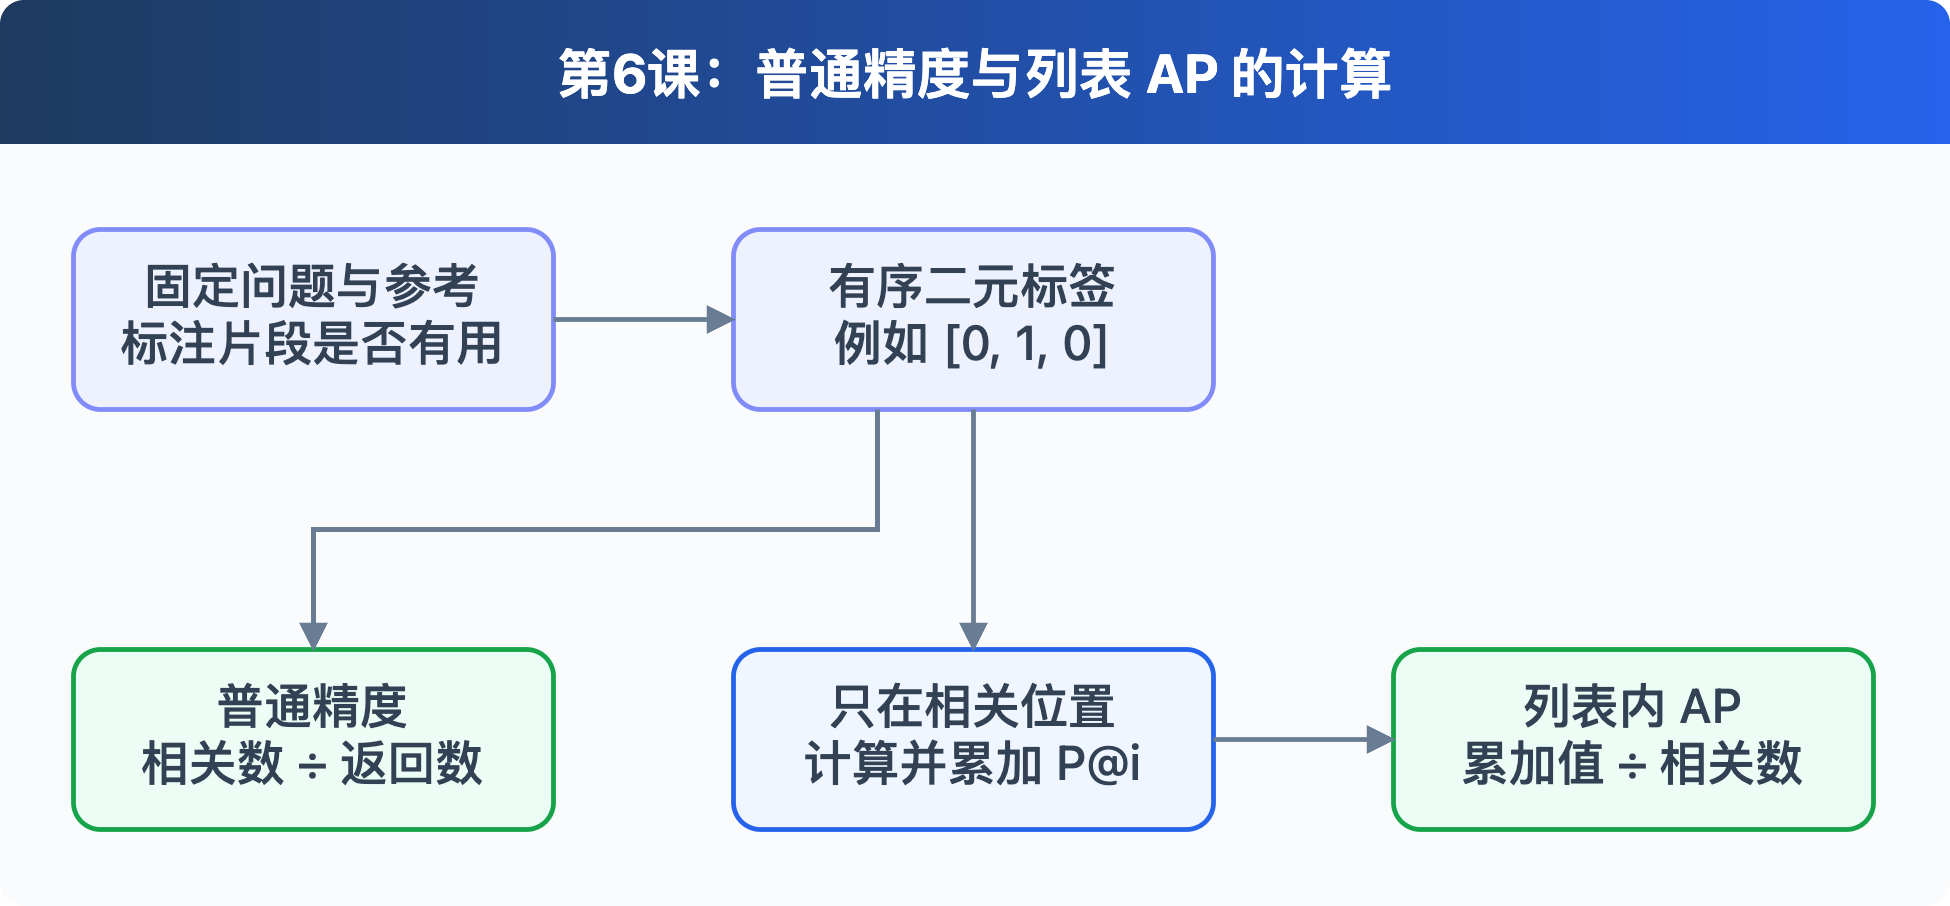 第6课：普通精度与列表 AP 的计算
固定问题与参考
标注片段是否有用
有序二元标签
例如 [0, 1, 0]
普通精度
相关数 ÷ 返回数
只在相关位置
计算并累加 P@i
列表内 AP
累加值 ÷ 相关数